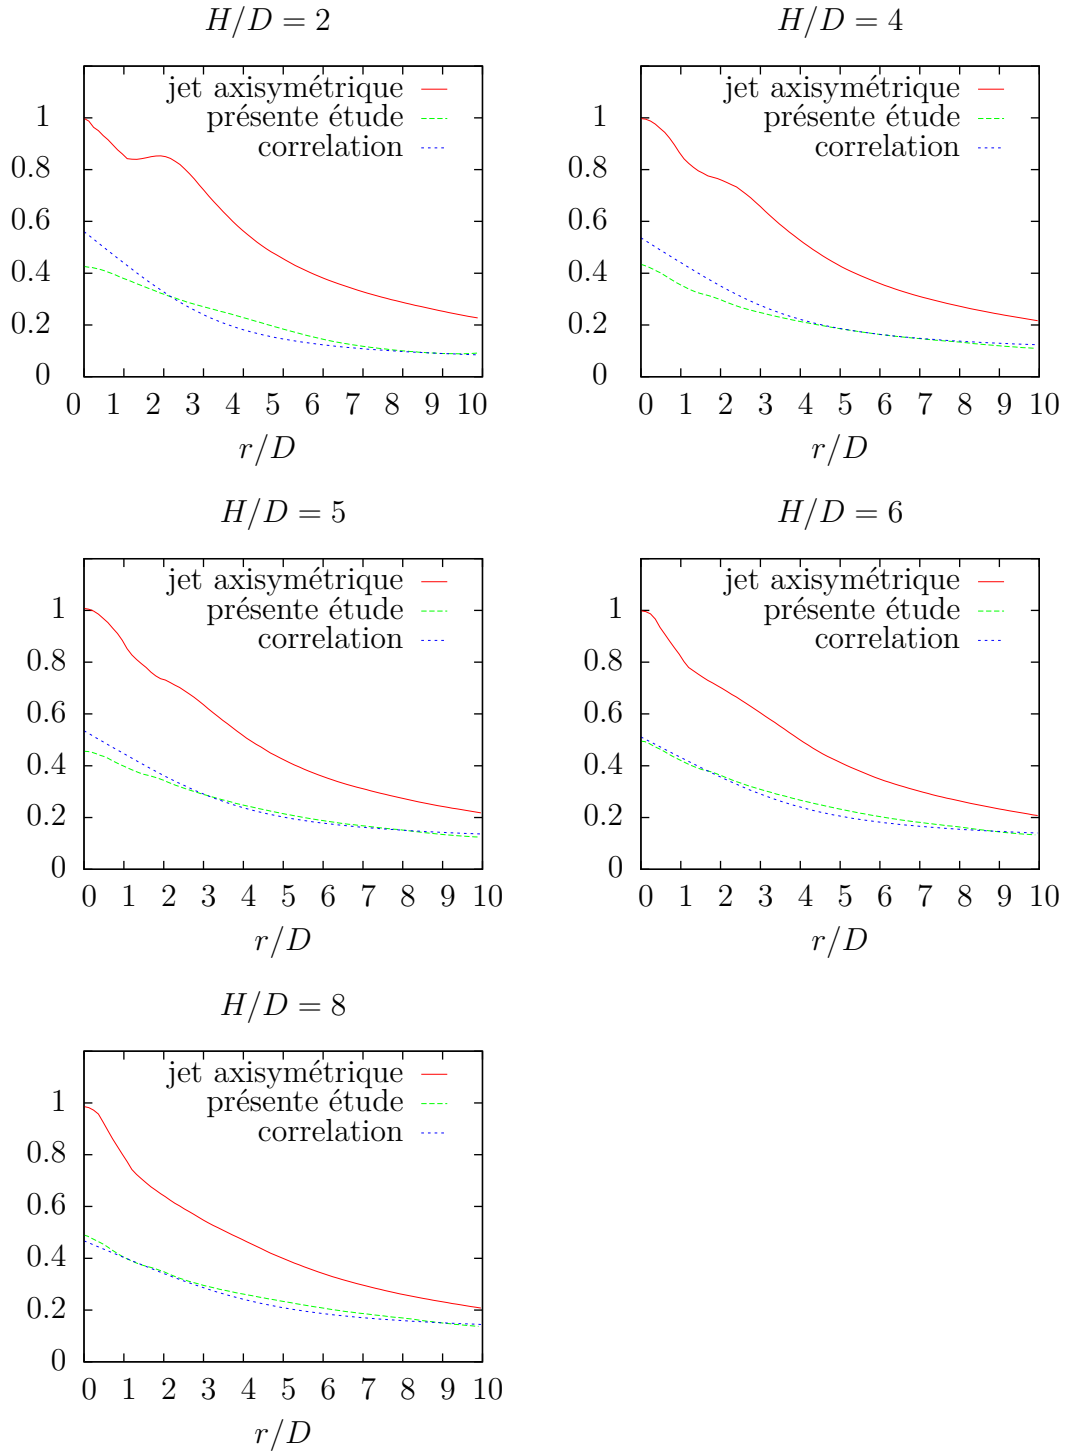 H/D = 2
jet axisymétrique
présente étude
correlation
1
0.8
0.6
0.4
0.2
0
0 1 2 3 4 5 6 7 8 9 10
r/D
H/D = 4
jet axisymétrique
présente étude
correlation
1
0.8
0.6
0.4
0.2
0
0 1 2 3 4 5 6 7 8 9 10
r/D
H/D = 5
jet axisymétrique
présente étude
correlation
1
0.8
0.6
0.4
0.2
0
0 1 2 3 4 5 6 7 8 9 10
r/D
H/D = 6
jet axisymétrique
présente étude
correlation
1
0.8
0.6
0.4
0.2
0
0 1 2 3 4 5 6 7 8 9 10
r/D
H/D = 8
jet axisymétrique
présente étude
correlation
1
0.8
0.6
0.4
0.2
0
0 1 2 3 4 5 6 7 8 9 10
r/D